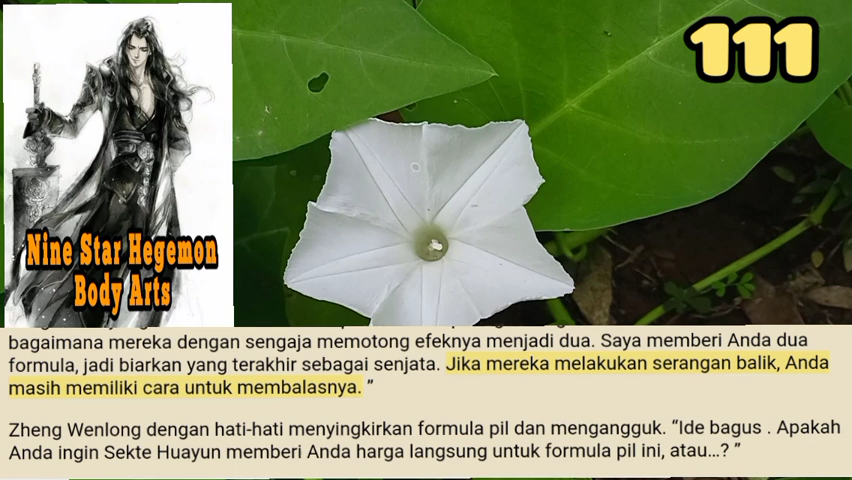 111
Nine Star Hegemon
Body Arts
bagaimana mereka dengan sengaja memotong efeknya menjadi dua. Saya memberi Anda dua
formula, jadi biarkan yang terakhir sebagai senjata. Jika mereka melakukan serangan balik, Anda
masih memiliki cara untuk membalasnya. ”
Zheng Wenlong dengan hati-hati menyingkirkan formula pil dan mengangguk. “Ide bagus . Apakah
Anda ingin Sekte Huayun memberi Anda harga langsung untuk formula pil ini, atau...? ”